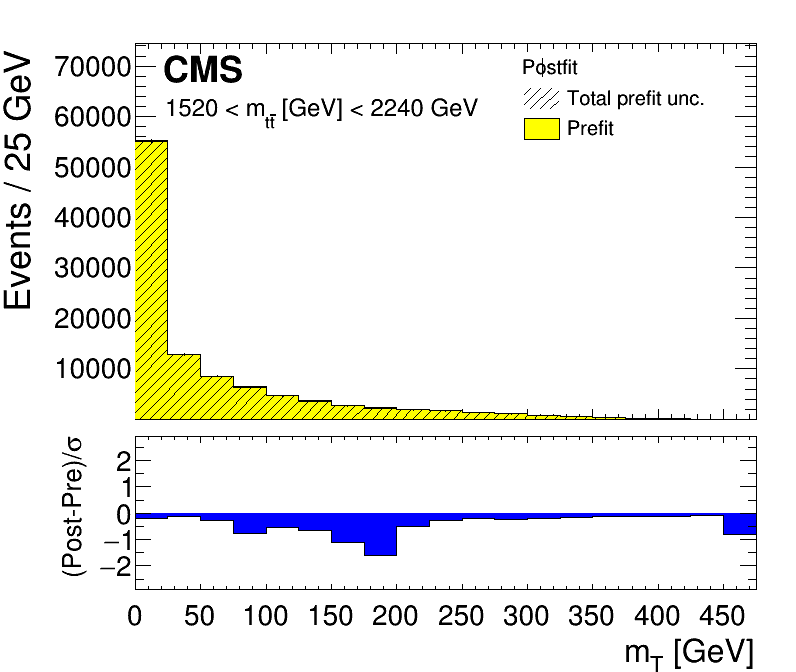 CMS
1520 < m_tt̄ [GeV] < 2240 GeV
Postfit
Total prefit unc.
Prefit
Events / 25 GeV
70000
60000
50000
40000
30000
20000
10000
(Post-Pre)/σ
2
1
0
−1
−2
0 50 100 150 200 250 300 350 400 450
m_T [GeV]